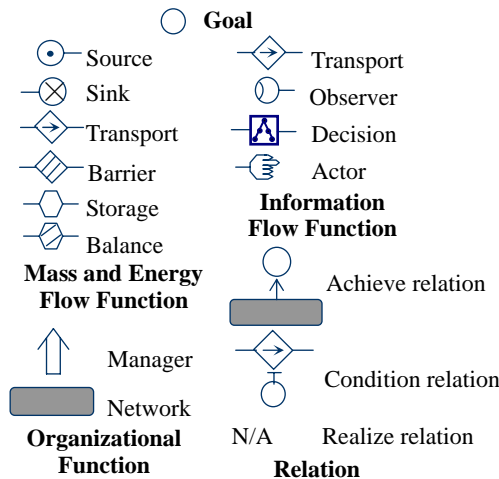 Goal
Source
Sink
Transport
Barrier
Storage
Balance
Mass and Energy
Flow Function
Transport
Observer
Decision
Actor
Information
Flow Function
Manager
Network
Organizational
Function
Achieve relation
Condition relation
N/A Realize relation
Relation